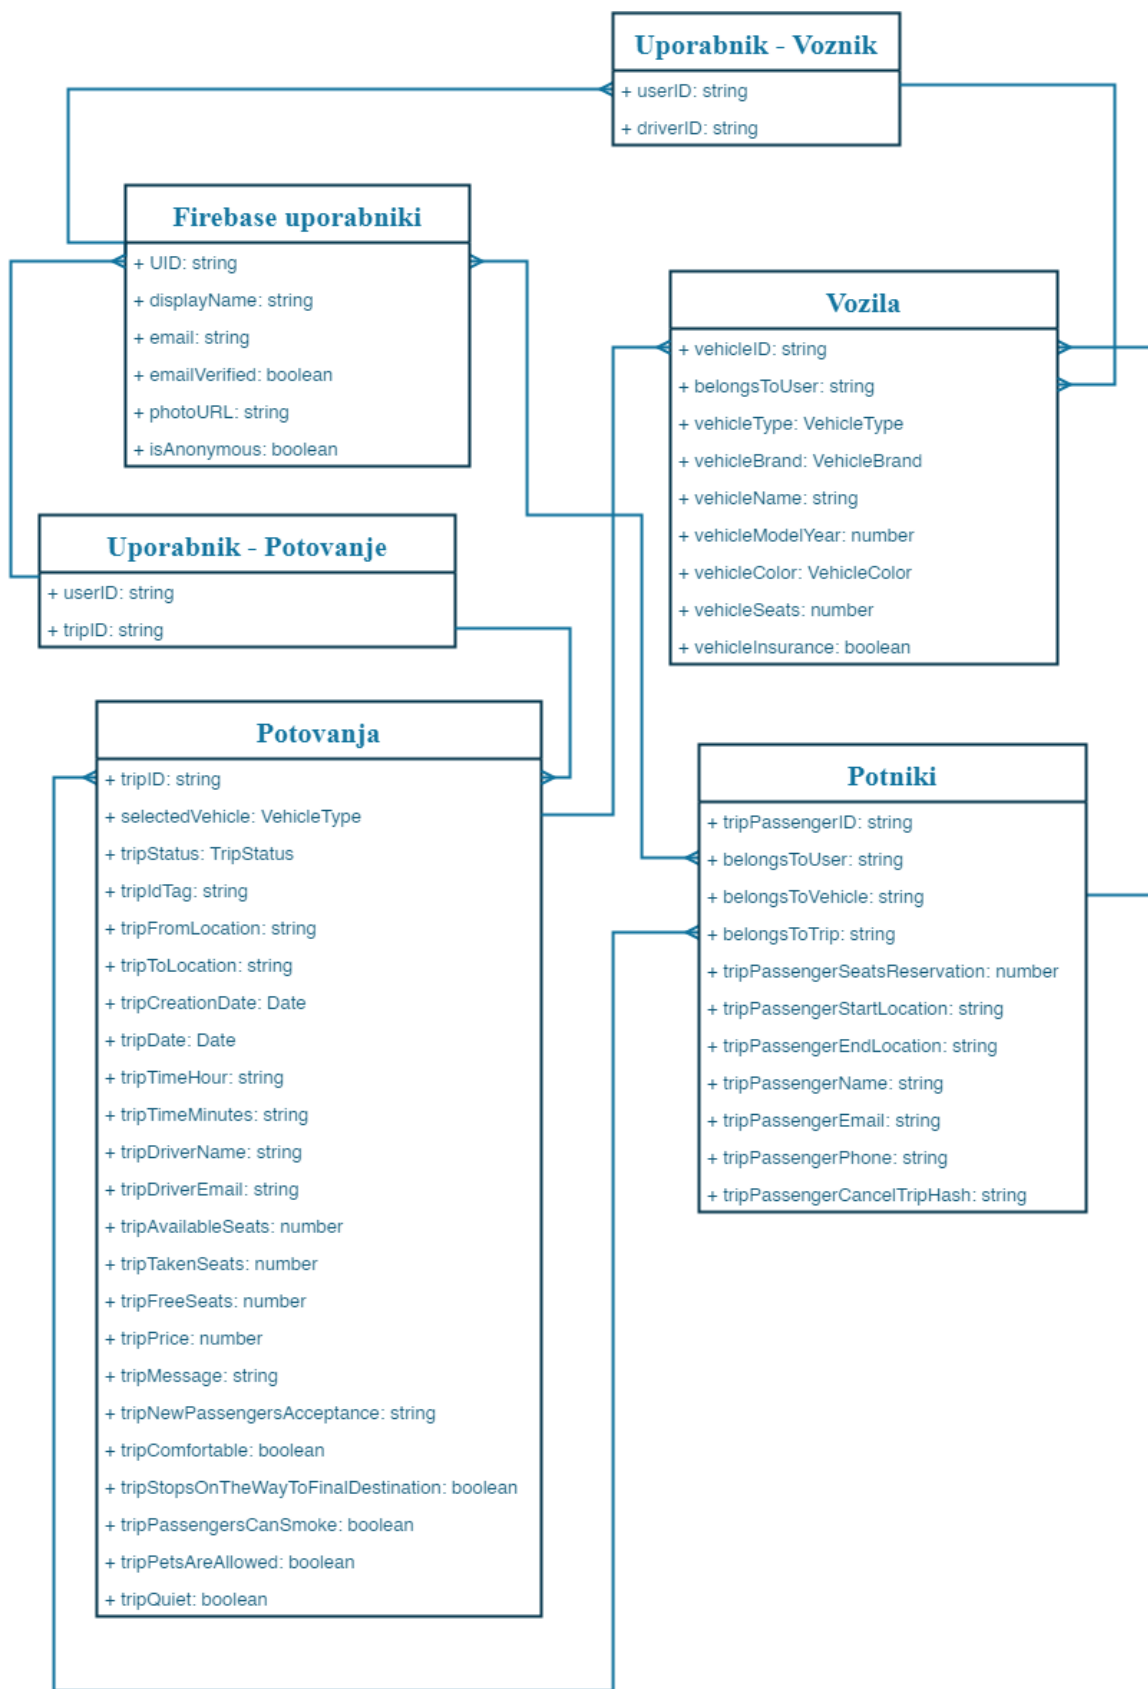 Uporabnik - Voznik
+ userID: string
+ driverID: string
Firebase uporabniki
+ UID: string
+ displayName: string
+ email: string
+ emailVerified: boolean
+ photoURL: string
+ isAnonymous: boolean
Vozila
+ vehicleID: string
+ belongsToUser: string
+ vehicleType: VehicleType
+ vehicleBrand: VehicleBrand
+ vehicleName: string
+ vehicleModelYear: number
+ vehicleColor: VehicleColor
+ vehicleSeats: number
+ vehicleInsurance: boolean
Uporabnik - Potovanje
+ userID: string
+ tripID: string
Potovanja
+ tripID: string
+ selectedVehicle: VehicleType
+ tripStatus: TripStatus
+ tripIdTag: string
+ tripFromLocation: string
+ tripToLocation: string
+ tripCreationDate: Date
+ tripDate: Date
+ tripTimeHour: string
+ tripTimeMinutes: string
+ tripDriverName: string
+ tripDriverEmail: string
+ tripAvailableSeats: number
+ tripTakenSeats: number
+ tripFreeSeats: number
+ tripPrice: number
+ tripMessage: string
+ tripNewPassengersAcceptance: string
+ tripComfortable: boolean
+ tripStopsOnTheWayToFinalDestination: boolean
+ tripPassengersCanSmoke: boolean
+ tripPetsAreAllowed: boolean
+ tripQuiet: boolean
Potniki
+ tripPassengerID: string
+ belongsToUser: string
+ belongsToVehicle: string
+ belongsToTrip: string
+ tripPassengerSeatsReservation: number
+ tripPassengerStartLocation: string
+ tripPassengerEndLocation: string
+ tripPassengerName: string
+ tripPassengerEmail: string
+ tripPassengerPhone: string
+ tripPassengerCancelTripHash: string